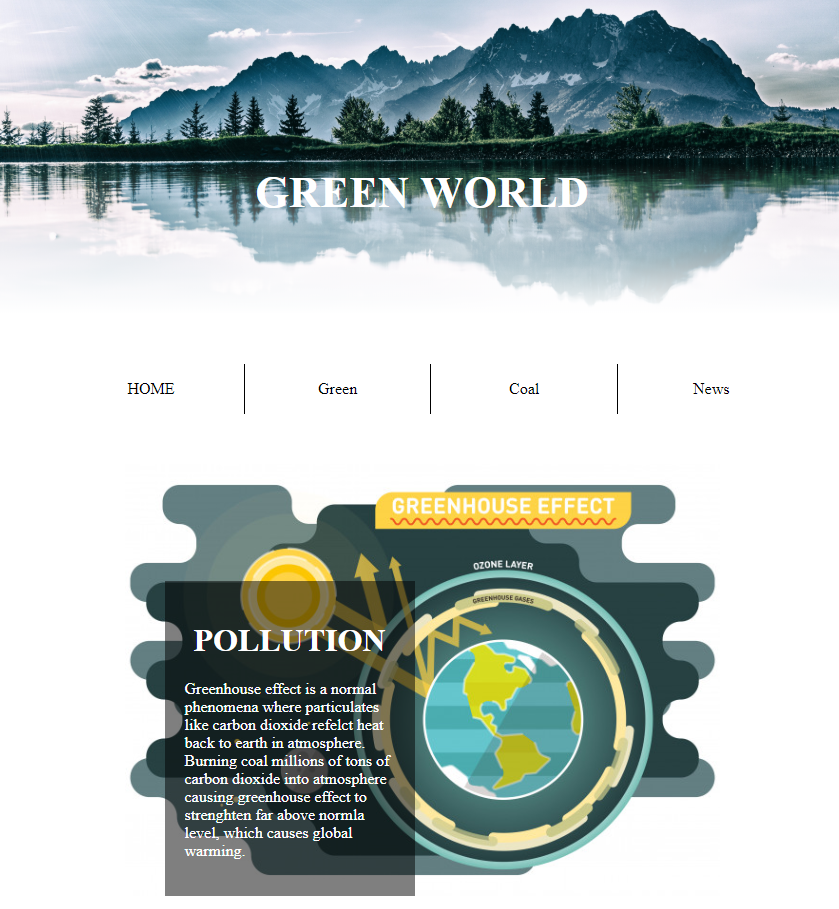 GREEN WORLD
HOME
Green
Coal
News
GREENHOUSE EFFECT
OZONE LAYER
GREENHOUSE GASES
POLLUTION
Greenhouse effect is a normal
phenomena where particulates
like carbon dioxide refelct heat
back to earth in atmosphere.
Burning coal millions of tons of
carbon dioxide into atmosphere
causing greenhouse effect to
strenghten far above normla
level, which causes global
warming.